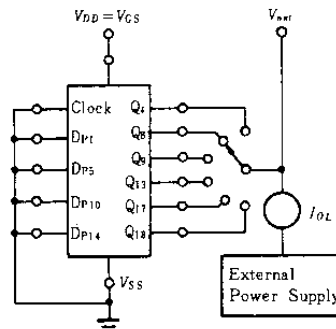 VDD = VGS
Vout
Clock
DP1
DP5
DP10
DP14
Q4
Q8
Q9
Q13
Q17
Q18
VSS
IOL
External
Power Supply